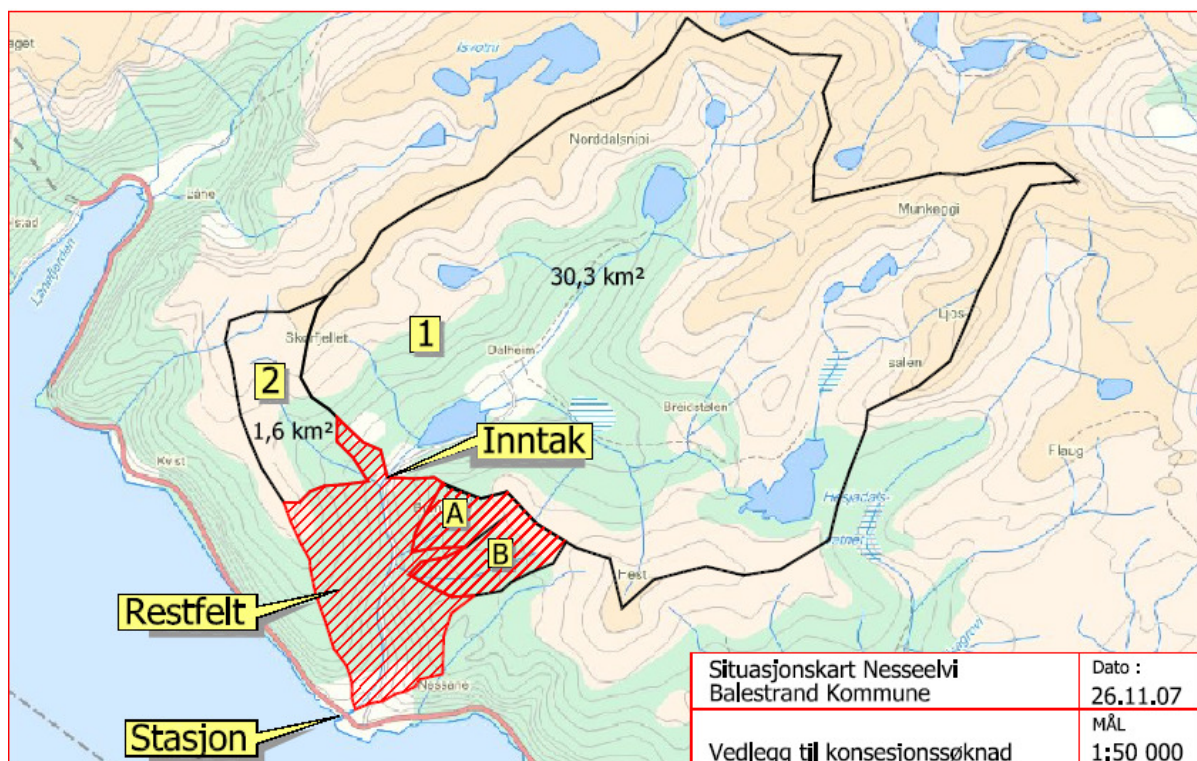 Isvotni
Norddalsnipi
Låne
Lånefjorden
Munkeggi
30,3 km²
Ljos-
Skorfjellet
1
Dalheim
salen
2
Breidstølen
1,6 km²
Inntak
Kvist
Flaug
A
B
Hest
Restfelt
Nessane
Stasjon
Situasjonskart Nesseelvi
Balestrand Kommune
Dato :
26.11.07
Vedlegg til konsesjonssøknad
MÅL
1:50 000